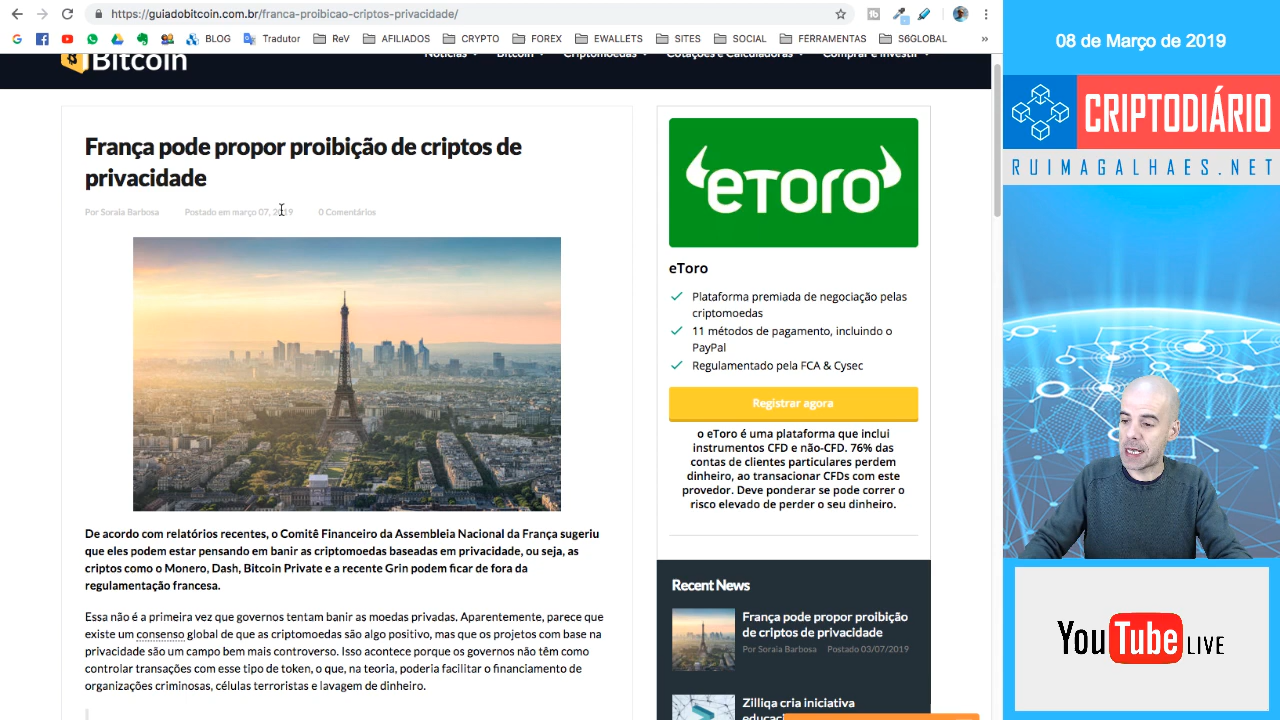 https://guiadobitcoin.com.br/franca-proibicao-criptos-privacidade/
BLOG
Tradutor
ReV
AFILIADOS
CRYPTO
FOREX
EWALLETS
SITES
SOCIAL
FERRAMENTAS
S6GLOBAL
Bitcoin
Notícias
Bitcoin
Criptomoedas
Cotações e Calculadoras
Comprar e Investir
França pode propor proibição de criptos de
privacidade
Por Soraia Barbosa
Postado em março 07, 2019
0 Comentários
De acordo com relatórios recentes, o Comitê Financeiro da Assembleia Nacional da França sugeriu
que eles podem estar pensando em banir as criptomoedas baseadas em privacidade, ou seja, as
criptos como o Monero, Dash, Bitcoin Private e a recente Grin podem ficar de fora da
regulamentação francesa.
Essa não é a primeira vez que governos tentam banir as moedas privadas. Aparentemente, parece que
existe um consenso global de que as criptomoedas são algo positivo, mas que os projetos com base na
privacidade são um campo bem mais controverso. Isso acontece porque os governos não têm como
controlar transações com esse tipo de token, o que, na teoria, poderia facilitar o financiamento de
organizações criminosas, células terroristas e lavagem de dinheiro.
eToro
eToro
Plataforma premiada de negociação pelas
criptomoedas
11 métodos de pagamento, incluindo o
PayPal
Regulamentado pela FCA & Cysec
Registrar agora
o eToro é uma plataforma que inclui
instrumentos CFD e não-CFD. 76% das
contas de clientes particulares perdem
dinheiro, ao transacionar CFDs com este
provedor. Deve ponderar se pode correr o
risco elevado de perder o seu dinheiro.
Recent News
França pode propor proibição
de criptos de privacidade
Por Soraia Barbosa
Postado 03/07/2019
Zilliqa cria iniciativa
08 de Março de 2019
CRIPTODIÁRIO
RUIMAGALHAES.NET
YouTube LIVE